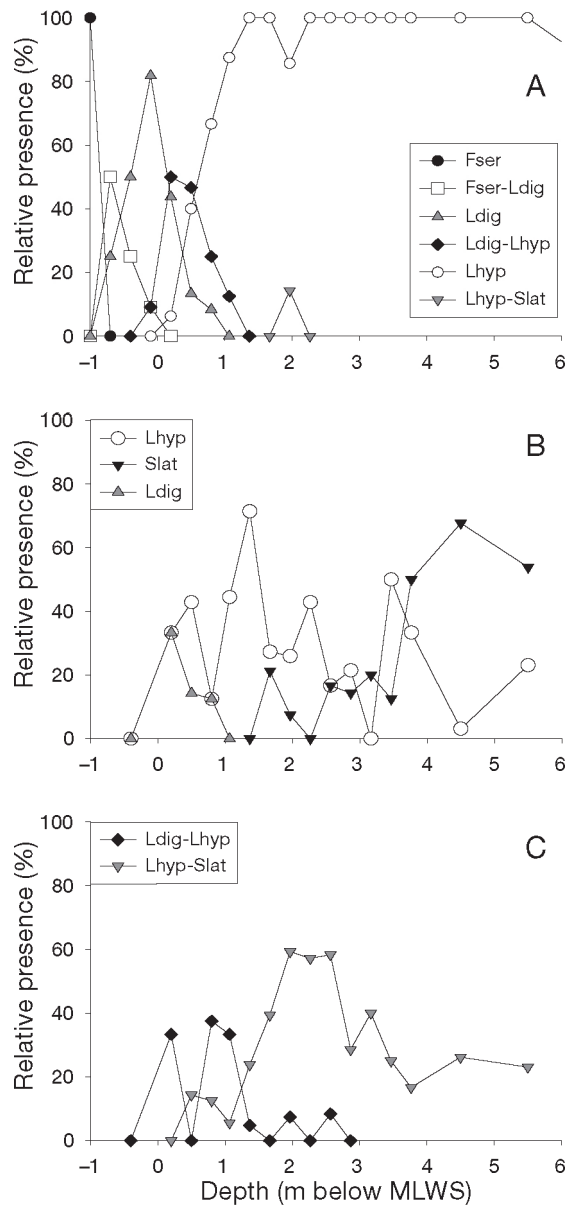 100
80
60
40
20
0
Relative presence (%)
A
Fser
Fser-Ldig
Ldig
Ldig-Lhyp
Lhyp
Lhyp-Slat
–1 0 1 2 3 4 5 6
100
80
60
40
20
0
Relative presence (%)
B
Lhyp
Slat
Ldig
–1 0 1 2 3 4 5 6
100
80
60
40
20
0
Relative presence (%)
C
Ldig-Lhyp
Lhyp-Slat
–1 0 1 2 3 4 5 6
Depth (m below MLWS)